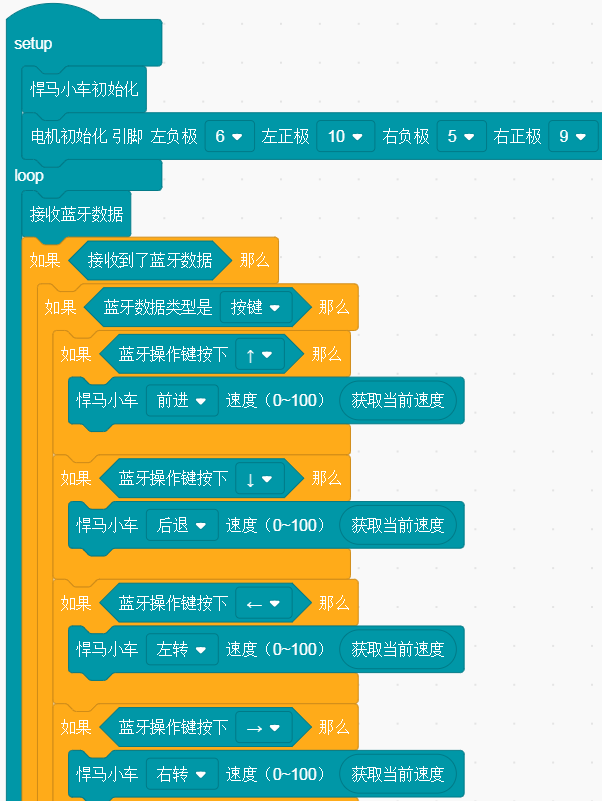 setup
悍马小车初始化
电机初始化 引脚 左负极 6 左正极 10 右负极 5 右正极 9
loop
接收蓝牙数据
如果 接收到了蓝牙数据 那么
如果 蓝牙数据类型是 按键 那么
如果 蓝牙操作键按下 ↑ 那么
悍马小车 前进 速度（0~100） 获取当前速度
如果 蓝牙操作键按下 ↓ 那么
悍马小车 后退 速度（0~100） 获取当前速度
如果 蓝牙操作键按下 ← 那么
悍马小车 左转 速度（0~100） 获取当前速度
如果 蓝牙操作键按下 → 那么
悍马小车 右转 速度（0~100） 获取当前速度